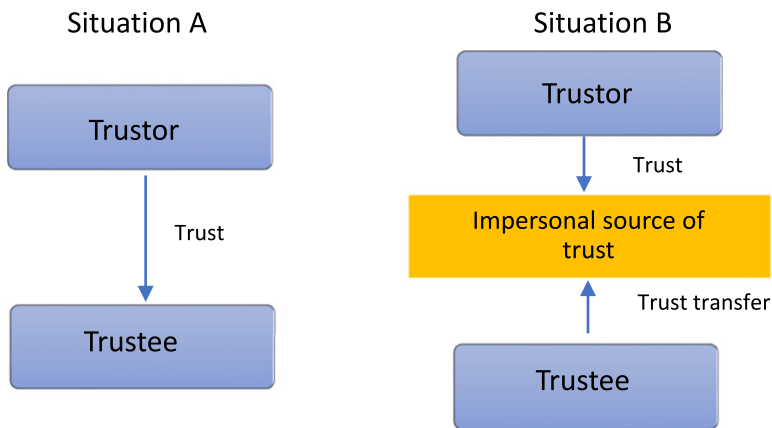 Situation A
Trustor
Trust
Trustee
Situation B
Trustor
Trust
Impersonal source of
trust
Trust transfer
Trustee